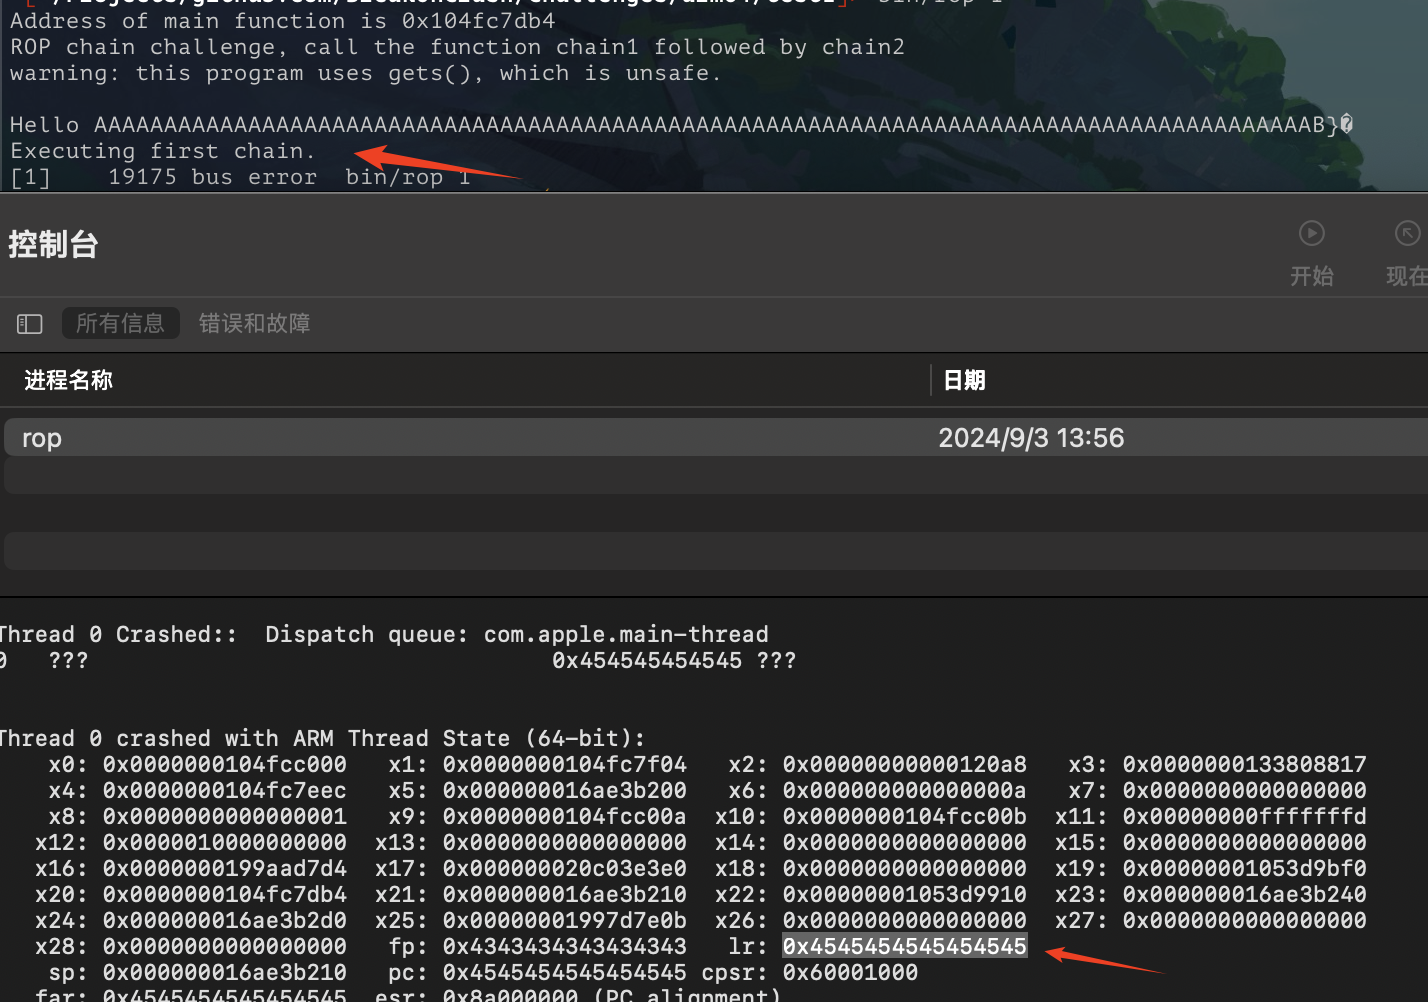 Address of main function is 0x104fc7db4
ROP chain challenge, call the function chain1 followed by chain2
warning: this program uses gets(), which is unsafe.
Hello AAAAAAAAAAAAAAAAAAAAAAAAAAAAAAAAAAAAAAAAAAAAAAAAAAAAAAAAAAAAAAAAAAAAAAAAAAAAAAAAAAAAAAAB}�
Executing first chain.
[1]    19175 bus error  bin/rop 1
控制台
开始 现在
所有信息 错误和故障
进程名称 日期
rop 2024/9/3 13:56
Thread 0 Crashed::  Dispatch queue: com.apple.main-thread
0   ???    0x454545454545 ???
Thread 0 crashed with ARM Thread State (64-bit):
x0: 0x0000000104fcc000   x1: 0x0000000104fc7f04   x2: 0x00000000000120a8   x3: 0x0000000133808817
x4: 0x0000000104fc7eec   x5: 0x000000016ae3b200   x6: 0x000000000000000a   x7: 0x0000000000000000
x8: 0x0000000000000001   x9: 0x0000000104fcc00a  x10: 0x0000000104fcc00b  x11: 0x00000000fffffffd
x12: 0x0000010000000000  x13: 0x0000000000000000  x14: 0x0000000000000000  x15: 0x0000000000000000
x16: 0x0000000199aad7d4  x17: 0x000000020c03e3e0  x18: 0x0000000000000000  x19: 0x00000001053d9bf0
x20: 0x0000000104fc7db4  x21: 0x000000016ae3b210  x22: 0x00000001053d9910  x23: 0x000000016ae3b240
x24: 0x000000016ae3b2d0  x25: 0x00000001997d7e0b  x26: 0x0000000000000000  x27: 0x0000000000000000
x28: 0x0000000000000000   fp: 0x4343434343434343   lr: 0x4545454545454545
sp: 0x000000016ae3b210   pc: 0x4545454545454545 cpsr: 0x60001000
far: 0x4545454545454545  esr: 0x8a000000 (PC alignment)